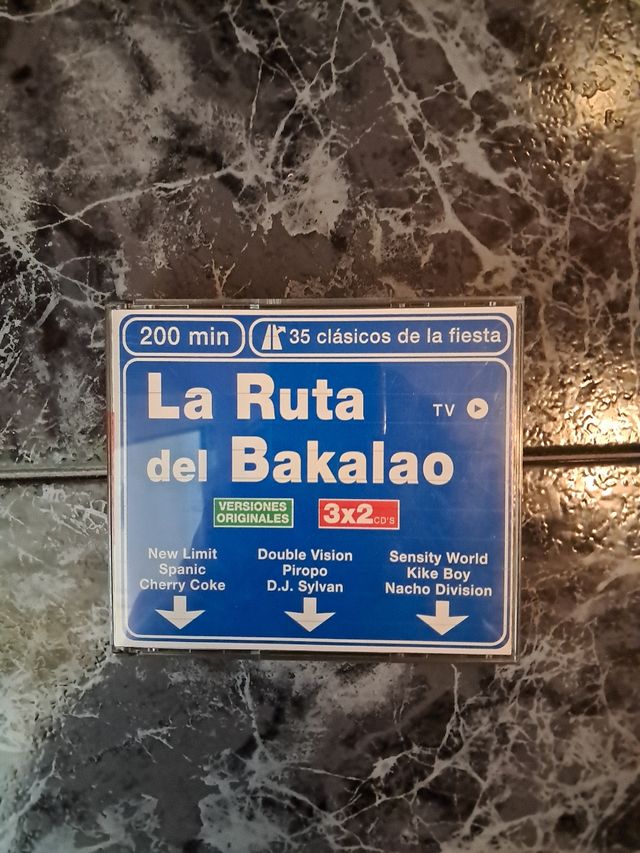 200 min
35 clásicos de la fiesta
La Ruta
TV
del Bakalao
VERSIONES
ORIGINALES
3x2 CD'S
New Limit
Spanic
Cherry Coke
Double Vision
Piropo
D.J. Sylvan
Sensity World
Kike Boy
Nacho Division